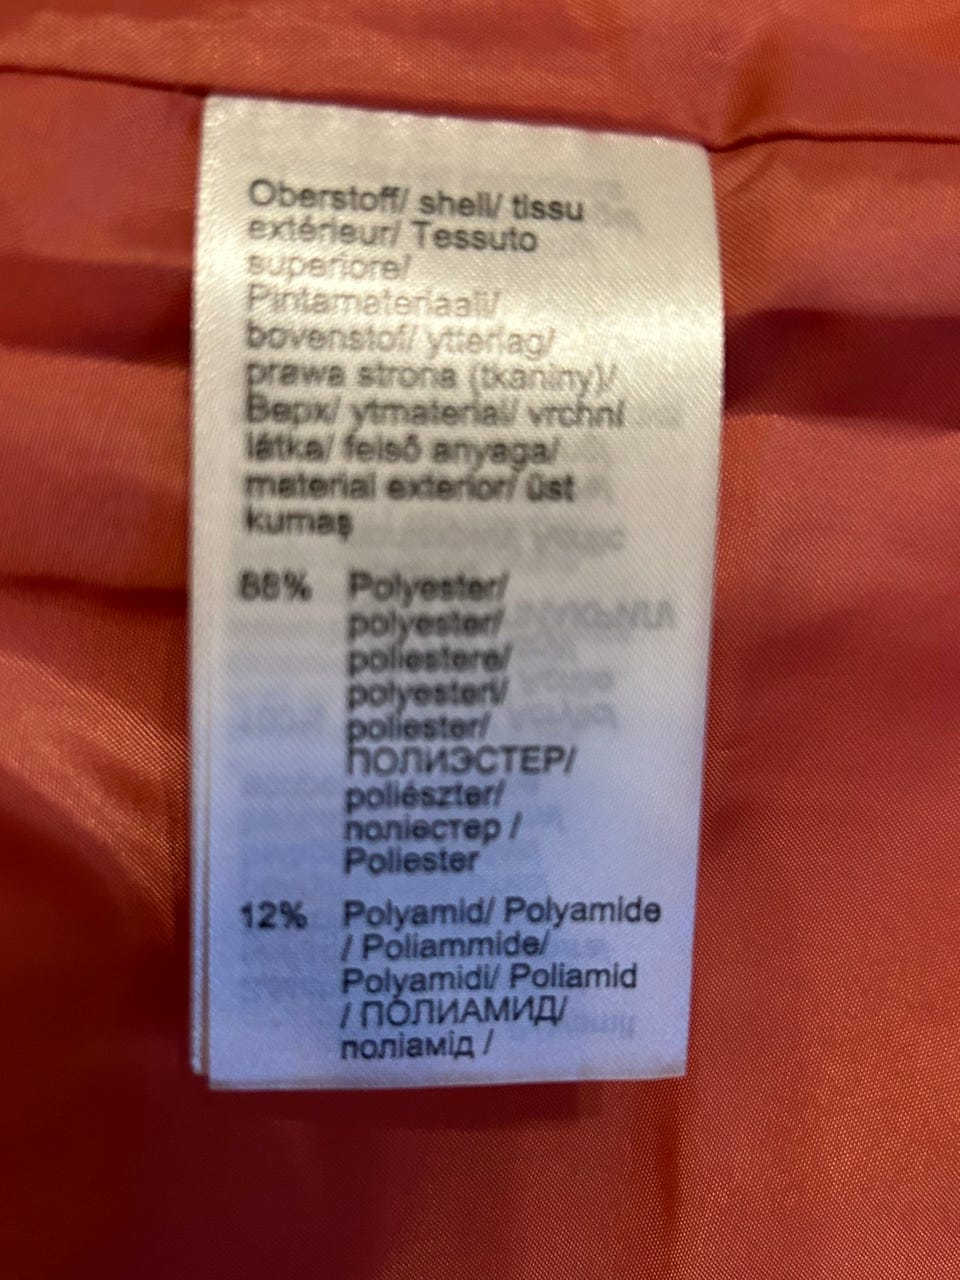 Oberstoff/ shell/ tissu
extérieur/ Tessuto
superiore/
Pintamateriaali/
bovenstof/ ytterlag/
prawa strona (tkaniny)/
Верх/ ytmaterial/ vrchní
látka/ felső anyaga/
material exterior/ üst
kumaş
88% Polyester/
polyester/
poliestere/
polyesteri/
poliester/
ПОЛИЭСТЕР/
poliészter/
поліестер /
Poliester
12% Polyamid/ Polyamide
/ Poliammide/
Polyamidi/ Poliamid
/ ПОЛИАМИД/
поліамід /